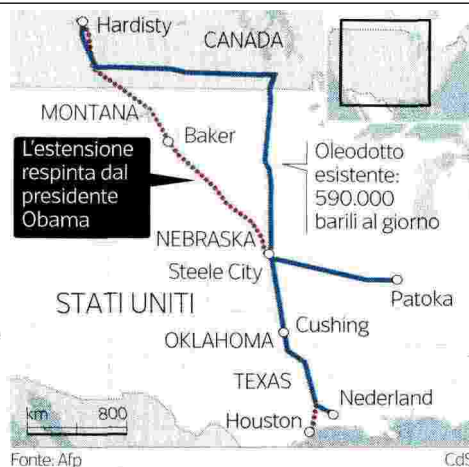 Hardisty
CANADA
MONTANA
Baker
L'estensione
respinta dal
presidente
Obama
Oleodotto
esistente:
590.000
barili al giorno
NEBRASKA
Steele City
Patoka
STATI UNITI
Cushing
OKLAHOMA
TEXAS
Nederland
Houston
km 800
Fonte: Afp
CdS